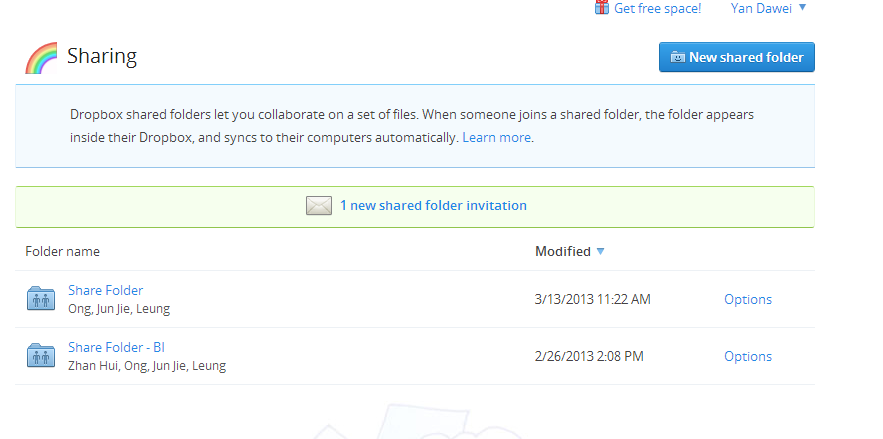 Get free space! Yan Dawei
Sharing
New shared folder
Dropbox shared folders let you collaborate on a set of files. When someone joins a shared folder, the folder appears
inside their Dropbox, and syncs to their computers automatically. Learn more.
1 new shared folder invitation
Folder name Modified
Share Folder
Ong, Jun Jie, Leung
3/13/2013 11:22 AM Options
Share Folder - BI
Zhan Hui, Ong, Jun Jie, Leung
2/26/2013 2:08 PM Options